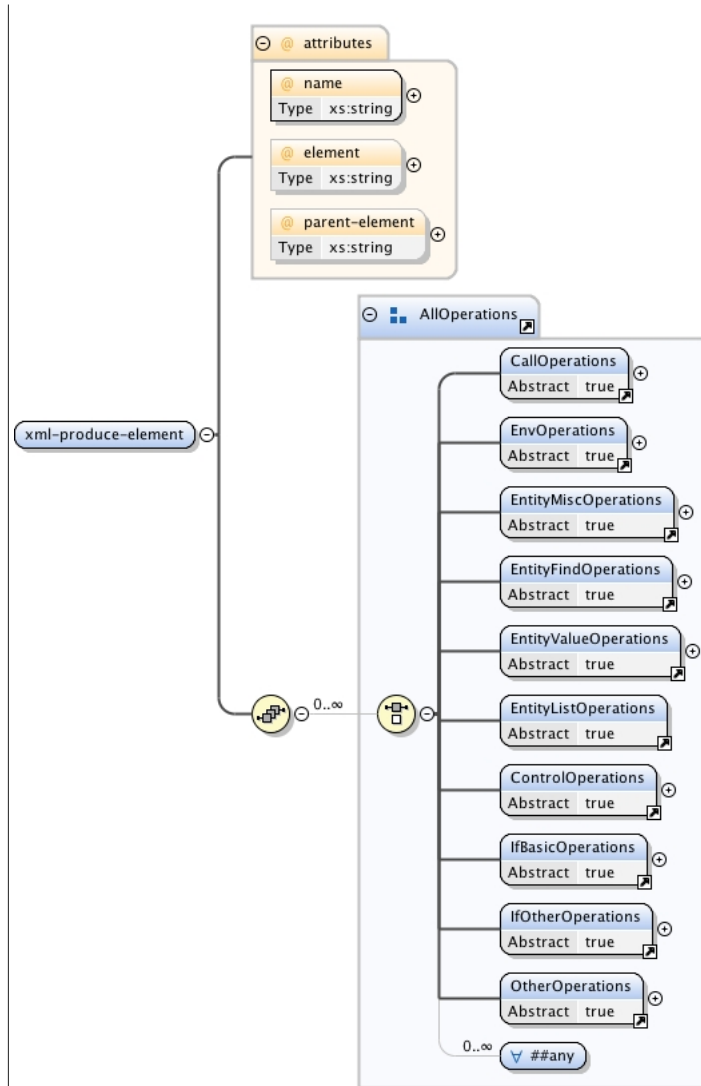 @ attributes
@ name
Type xs:string
@ element
Type xs:string
@ parent-element
Type xs:string
AllOperations
CallOperations
Abstract true
EnvOperations
Abstract true
xml-produce-element
EntityMiscOperations
Abstract true
EntityFindOperations
Abstract true
EntityValueOperations
Abstract true
0..∞
EntityListOperations
Abstract true
ControlOperations
Abstract true
IfBasicOperations
Abstract true
IfOtherOperations
Abstract true
OtherOperations
Abstract true
0..∞
∀ ##any